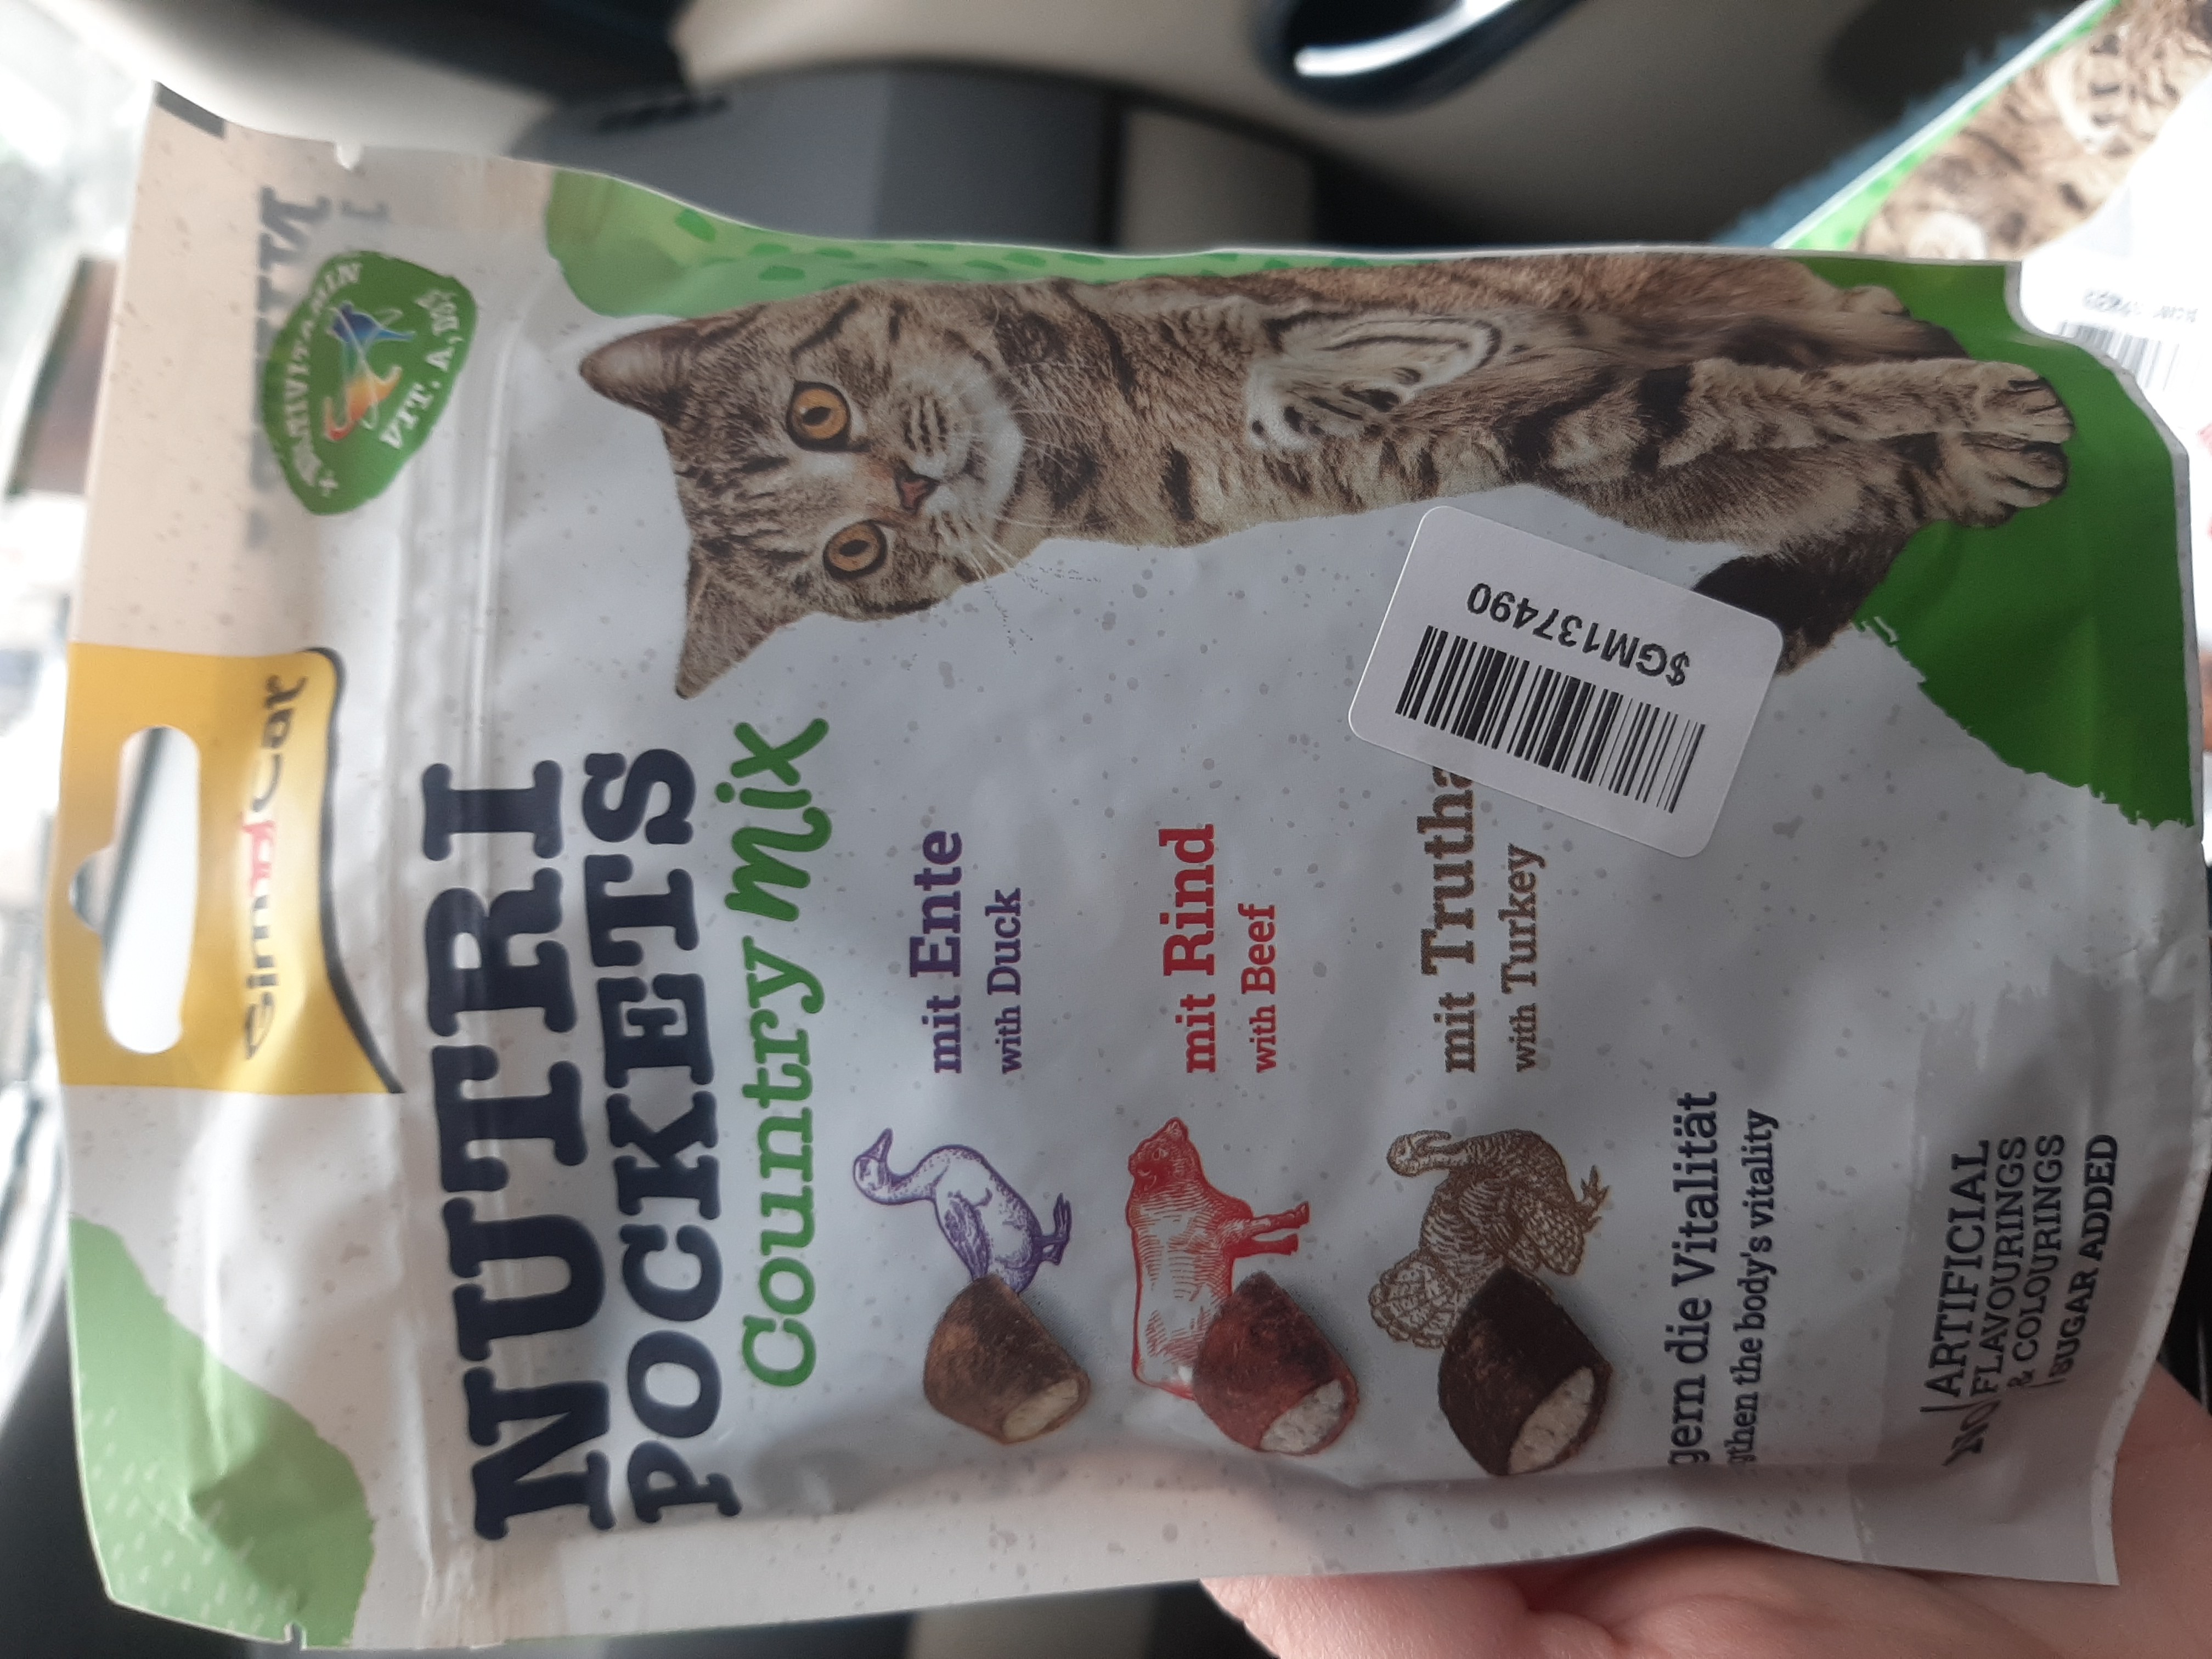 GimCat
+ MULTIVITAMIN
VIT. A, D3
NUTRI
POCKETS
Country Mix
mit Ente
with Duck
mit Rind
with Beef
mit Trutha
with Turkey
$GM137490
gern die Vitalität
gthen the body's vitality
NO
ARTIFICIAL
FLAVOURINGS
& COLOURINGS
SUGAR ADDED